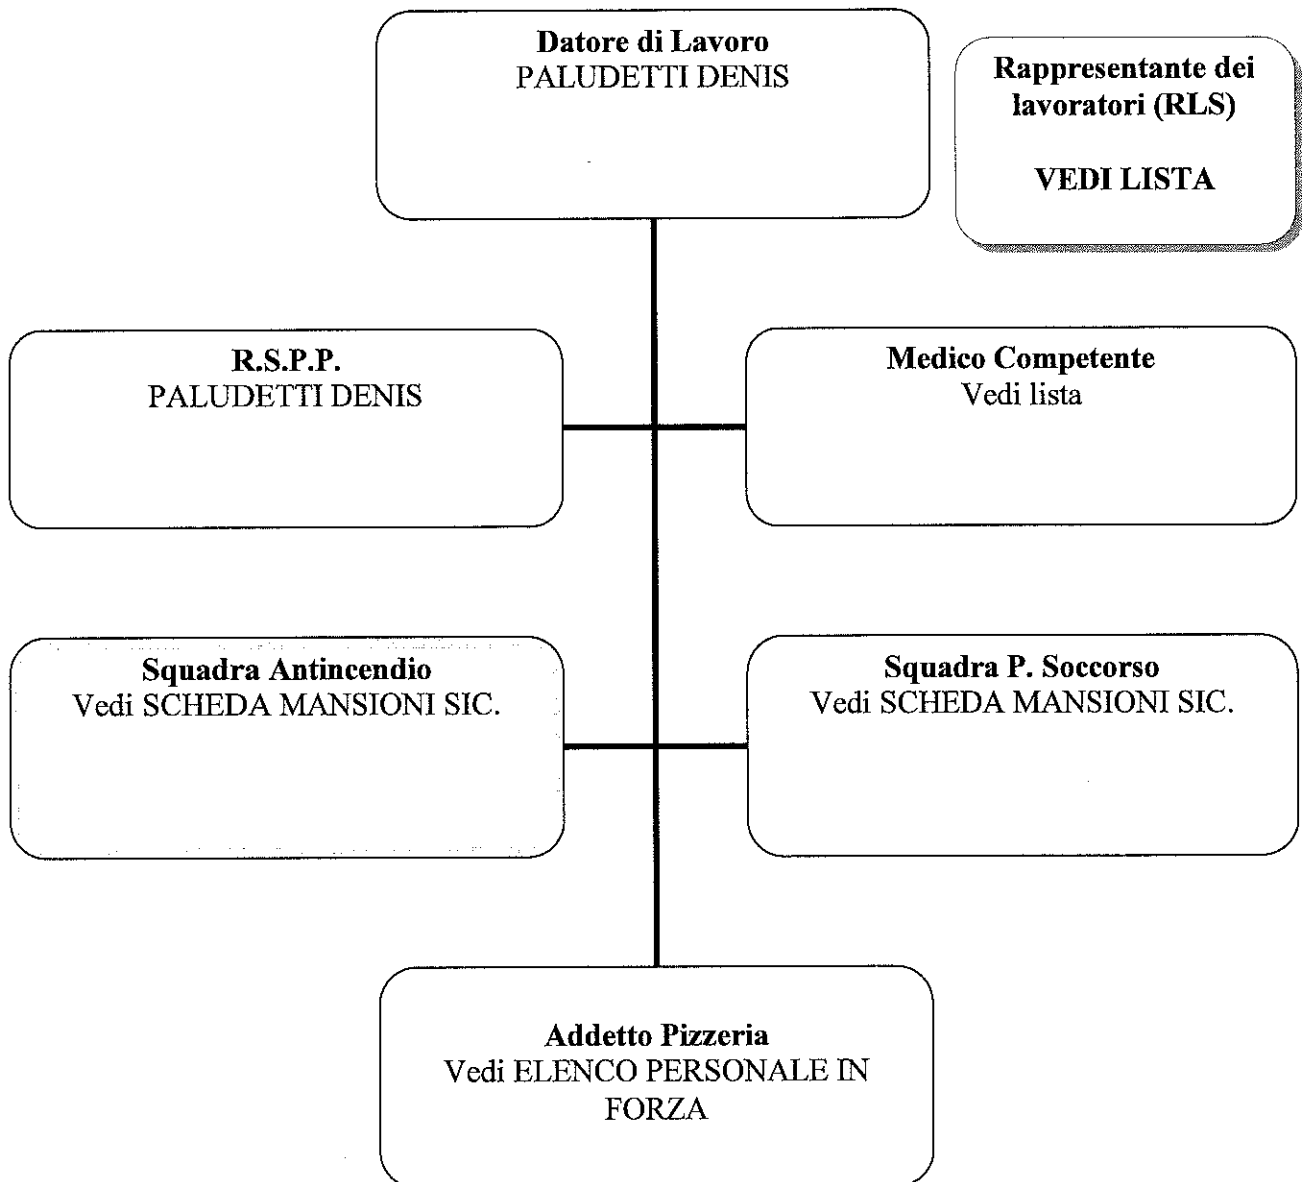 Datore di Lavoro
PALUDETTI DENIS
Rappresentante dei
lavoratori (RLS)
VEDI LISTA
R.S.P.P.
PALUDETTI DENIS
Medico Competente
Vedi lista
Squadra Antincendio
Vedi SCHEDA MANSIONI SIC.
Squadra P. Soccorso
Vedi SCHEDA MANSIONI SIC.
Addetto Pizzeria
Vedi ELENCO PERSONALE IN
FORZA